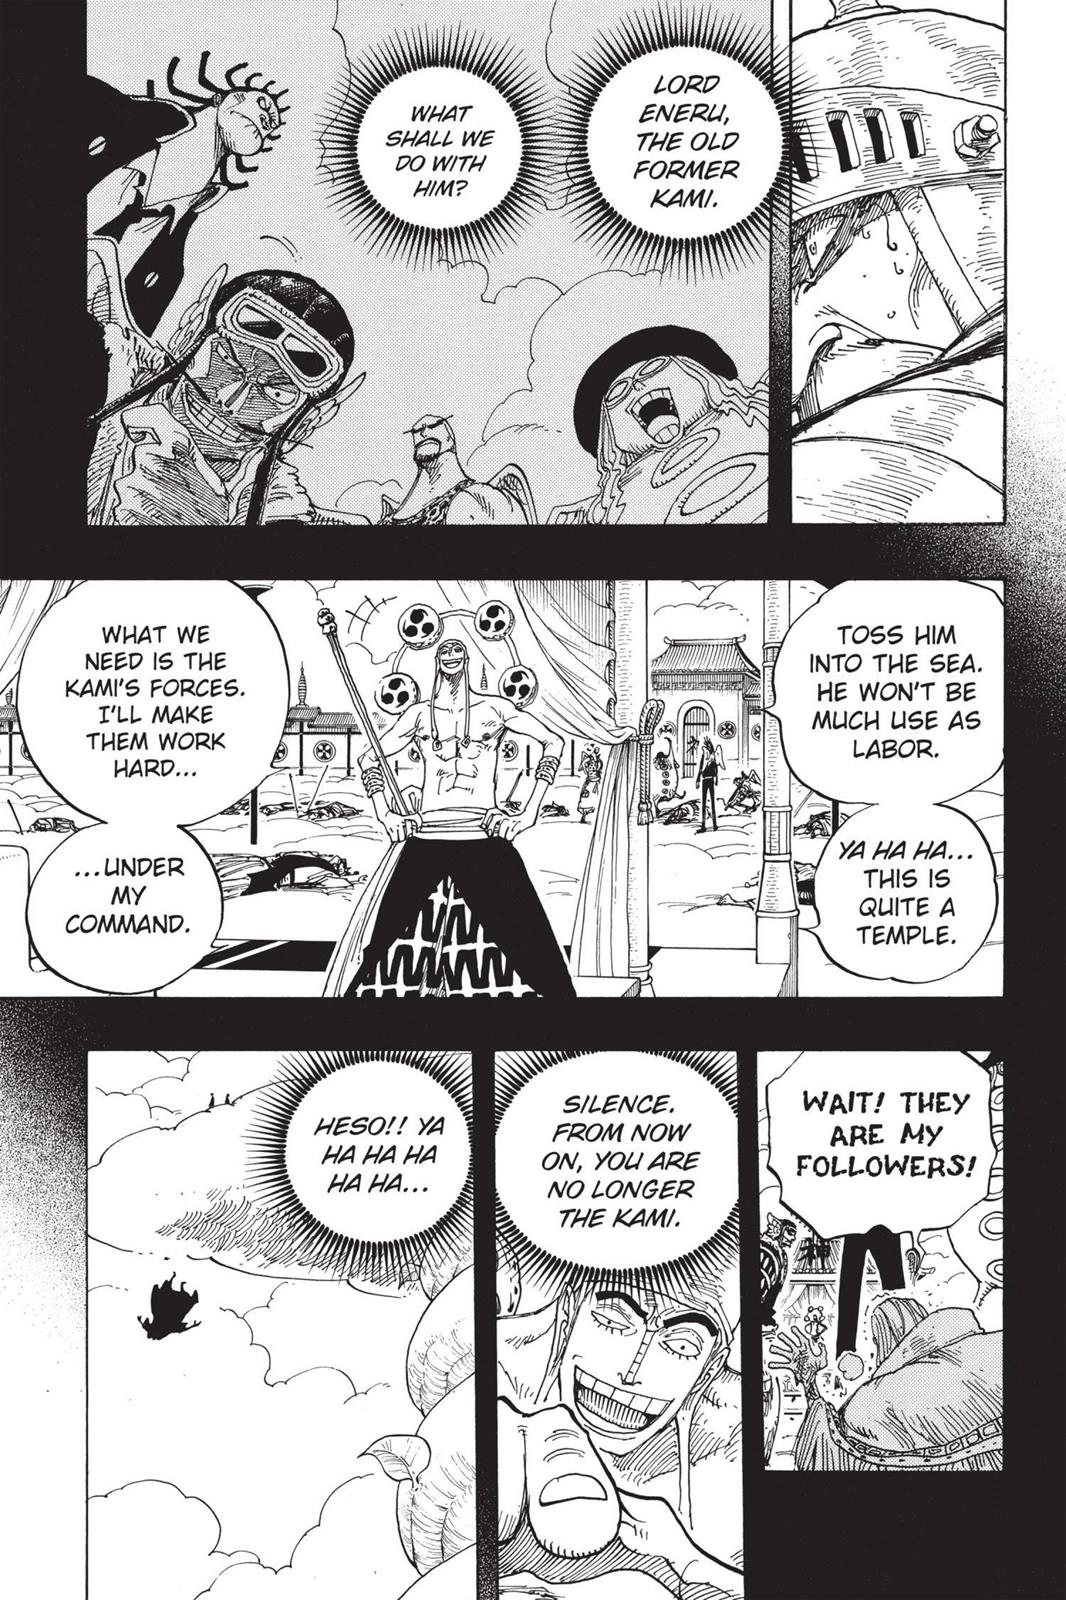 LORD
ENERU,
THE OLD
FORMER
KAMI.
WHAT
SHALL WE
DO WITH
HIM?
TOSS HIM
INTO THE SEA.
HE WON'T BE
MUCH USE AS
LABOR.
YA HA HA...
THIS IS
QUITE A
TEMPLE.
WHAT WE
NEED IS THE
KAMI'S FORCES.
I'LL MAKE
THEM WORK
HARD...
...UNDER
MY
COMMAND.
WAIT! THEY
ARE MY
FOLLOWERS!
神
SILENCE.
FROM NOW
ON, YOU ARE
NO LONGER
THE KAMI.
HESO!! YA
HA HA HA
HA HA...